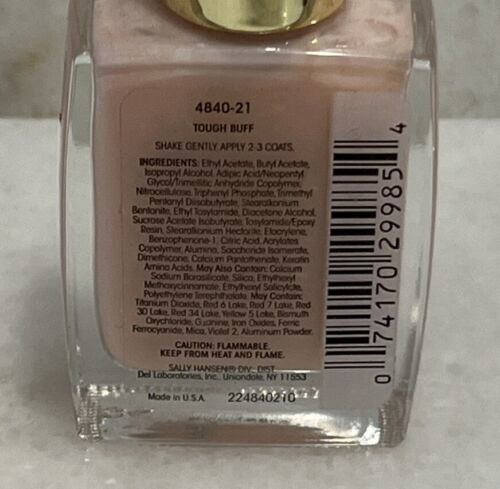 4840-21
TOUGH BUFF
SHAKE GENTLY. APPLY 2-3 COATS.
INGREDIENTS: Ethyl Acetate, Butyl Acetate,
Isopropyl Alcohol, Adipic Acid/Neopentyl
Glycol/Trimellitic Anhydride Copolymer,
Nitrocellulose, Triphenyl Phosphate, Trimethyl
Pentanyl Diisobutyrate, Stearalkonium
Bentonite, Ethyl Tosylamide, Diacetone Alcohol,
Sucrose Acetate Isobutyrate, Tosylamide/Epoxy
Resin, Stearalkonium Hectorite, Etocrylene,
Benzophenone-1, Citric Acid, Acrylates
Copolymer, Alumina, Saccharide Isomerate,
Dimethicone, Calcium Pantothenate, Keratin
Amino Acids. May Also Contain: Calcium
Sodium Borosilicate, Silica, Ethylhexyl
Methoxycinnamate, Ethylhexyl Salicylate,
Polyethylene Terephthalate. May Contain:
Titanium Dioxide, Red 6 Lake, Red 7 Lake, Red
30 Lake, Red 34 Lake, Yellow 5 Lake, Bismuth
Oxychloride, Guanine, Iron Oxides, Ferric
Ferrocyanide, Mica, Violet 2, Aluminum Powder.
CAUTION: FLAMMABLE.
KEEP FROM HEAT AND FLAME.
SALLY HANSEN® DIV., DIST.
Del Laboratories, Inc., Uniondale, NY 11553
Made in U.S.A. 224840210
0 74170 29985 4